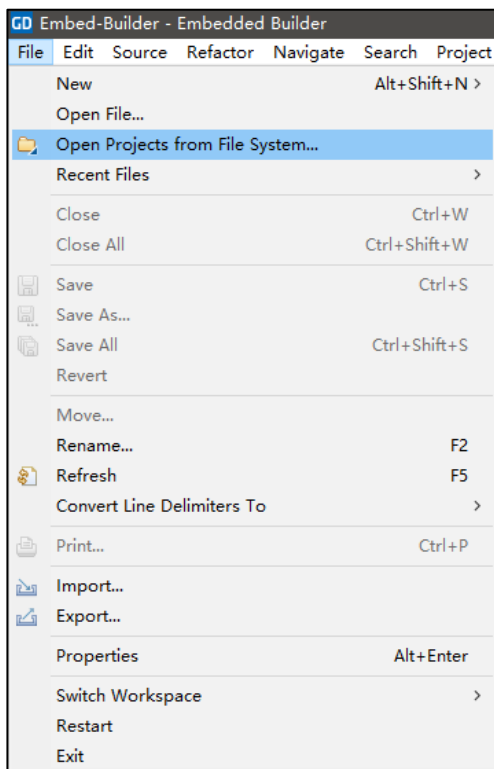 GD Embed-Builder - Embedded Builder
File Edit Source Refactor Navigate Search Project
New Alt+Shift+N >
Open File...
Open Projects from File System...
Recent Files >
Close Ctrl+W
Close All Ctrl+Shift+W
Save Ctrl+S
Save As...
Save All Ctrl+Shift+S
Revert
Move...
Rename... F2
Refresh F5
Convert Line Delimiters To >
Print... Ctrl+P
Import...
Export...
Properties Alt+Enter
Switch Workspace >
Restart
Exit